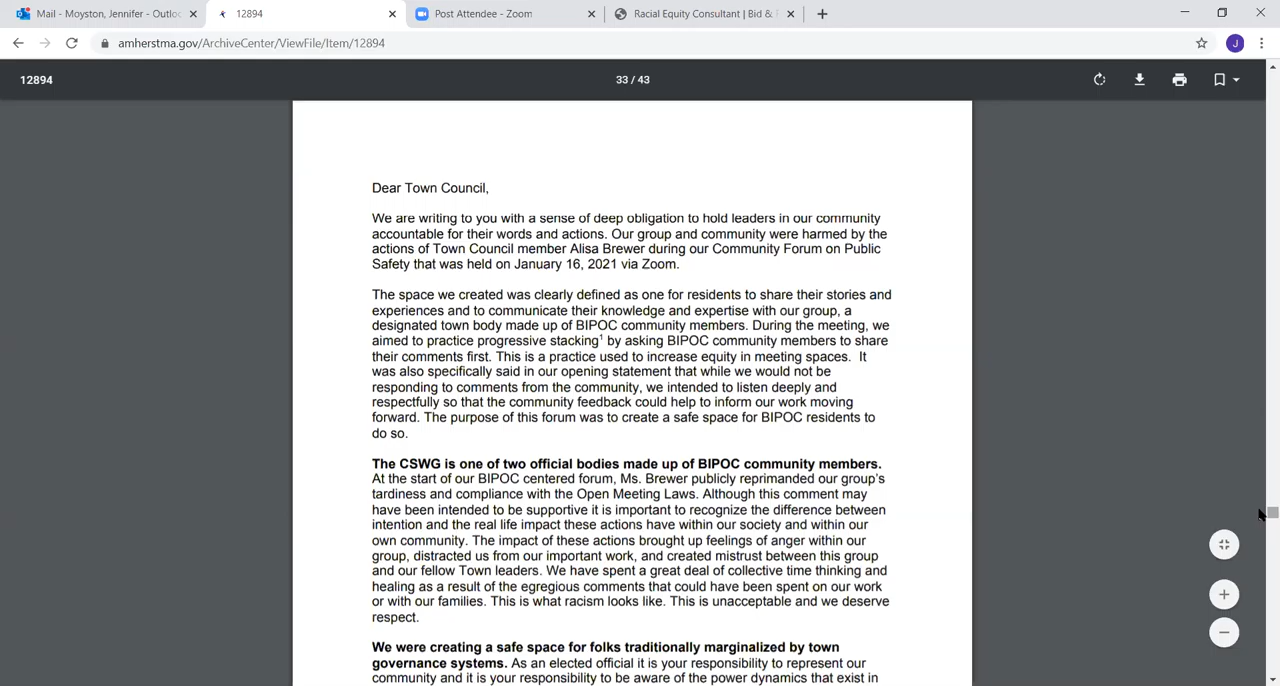 Mail - Moyston, Jennifer - Outloc
12894
Post Attendee - Zoom
Racial Equity Consultant | Bid &
amherstma.gov/ArchiveCenter/ViewFile/Item/12894
J
12894
33 / 43
Dear Town Council,
We are writing to you with a sense of deep obligation to hold leaders in our community
accountable for their words and actions. Our group and community were harmed by the
actions of Town Council member Alisa Brewer during our Community Forum on Public
Safety that was held on January 16, 2021 via Zoom.
The space we created was clearly defined as one for residents to share their stories and
experiences and to communicate their knowledge and expertise with our group, a
designated town body made up of BIPOC community members. During the meeting, we
aimed to practice progressive stacking¹ by asking BIPOC community members to share
their comments first. This is a practice used to increase equity in meeting spaces. It
was also specifically said in our opening statement that while we would not be
responding to comments from the community, we intended to listen deeply and
respectfully so that the community feedback could help to inform our work moving
forward. The purpose of this forum was to create a safe space for BIPOC residents to
do so.
The CSWG is one of two official bodies made up of BIPOC community members.
At the start of our BIPOC centered forum, Ms. Brewer publicly reprimanded our group's
tardiness and compliance with the Open Meeting Laws. Although this comment may
have been intended to be supportive it is important to recognize the difference between
intention and the real life impact these actions have within our society and within our
own community. The impact of these actions brought up feelings of anger within our
group, distracted us from our important work, and created mistrust between this group
and our fellow Town leaders. We have spent a great deal of collective time thinking and
healing as a result of the egregious comments that could have been spent on our work
or with our families. This is what racism looks like. This is unacceptable and we deserve
respect.
We were creating a safe space for folks traditionally marginalized by town
governance systems. As an elected official it is your responsibility to represent our
community and it is your responsibility to be aware of the power dynamics that exist in